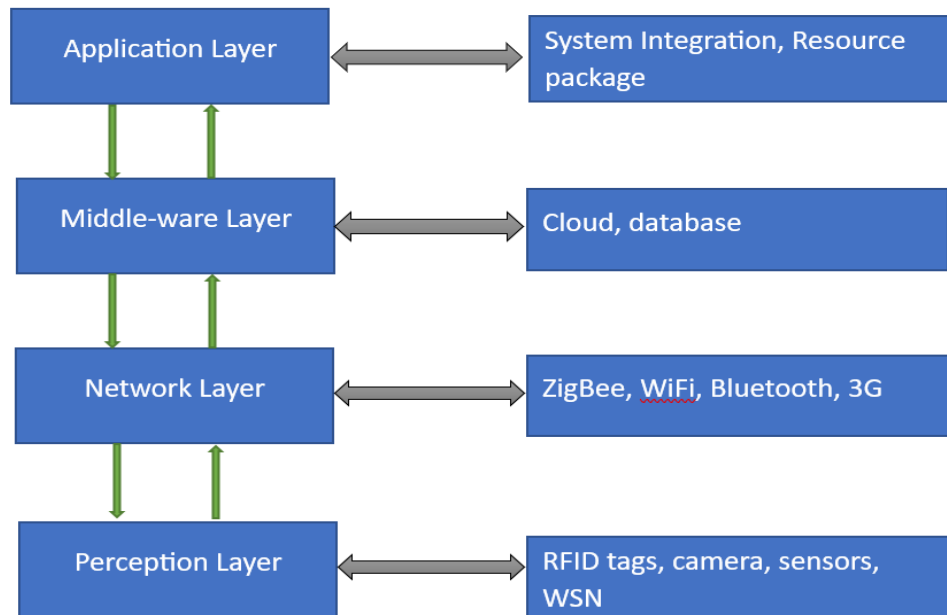 Application Layer
System Integration, Resource
package
Middle-ware Layer
Cloud, database
Network Layer
ZigBee, WiFi, Bluetooth, 3G
Perception Layer
RFID tags, camera, sensors,
WSN